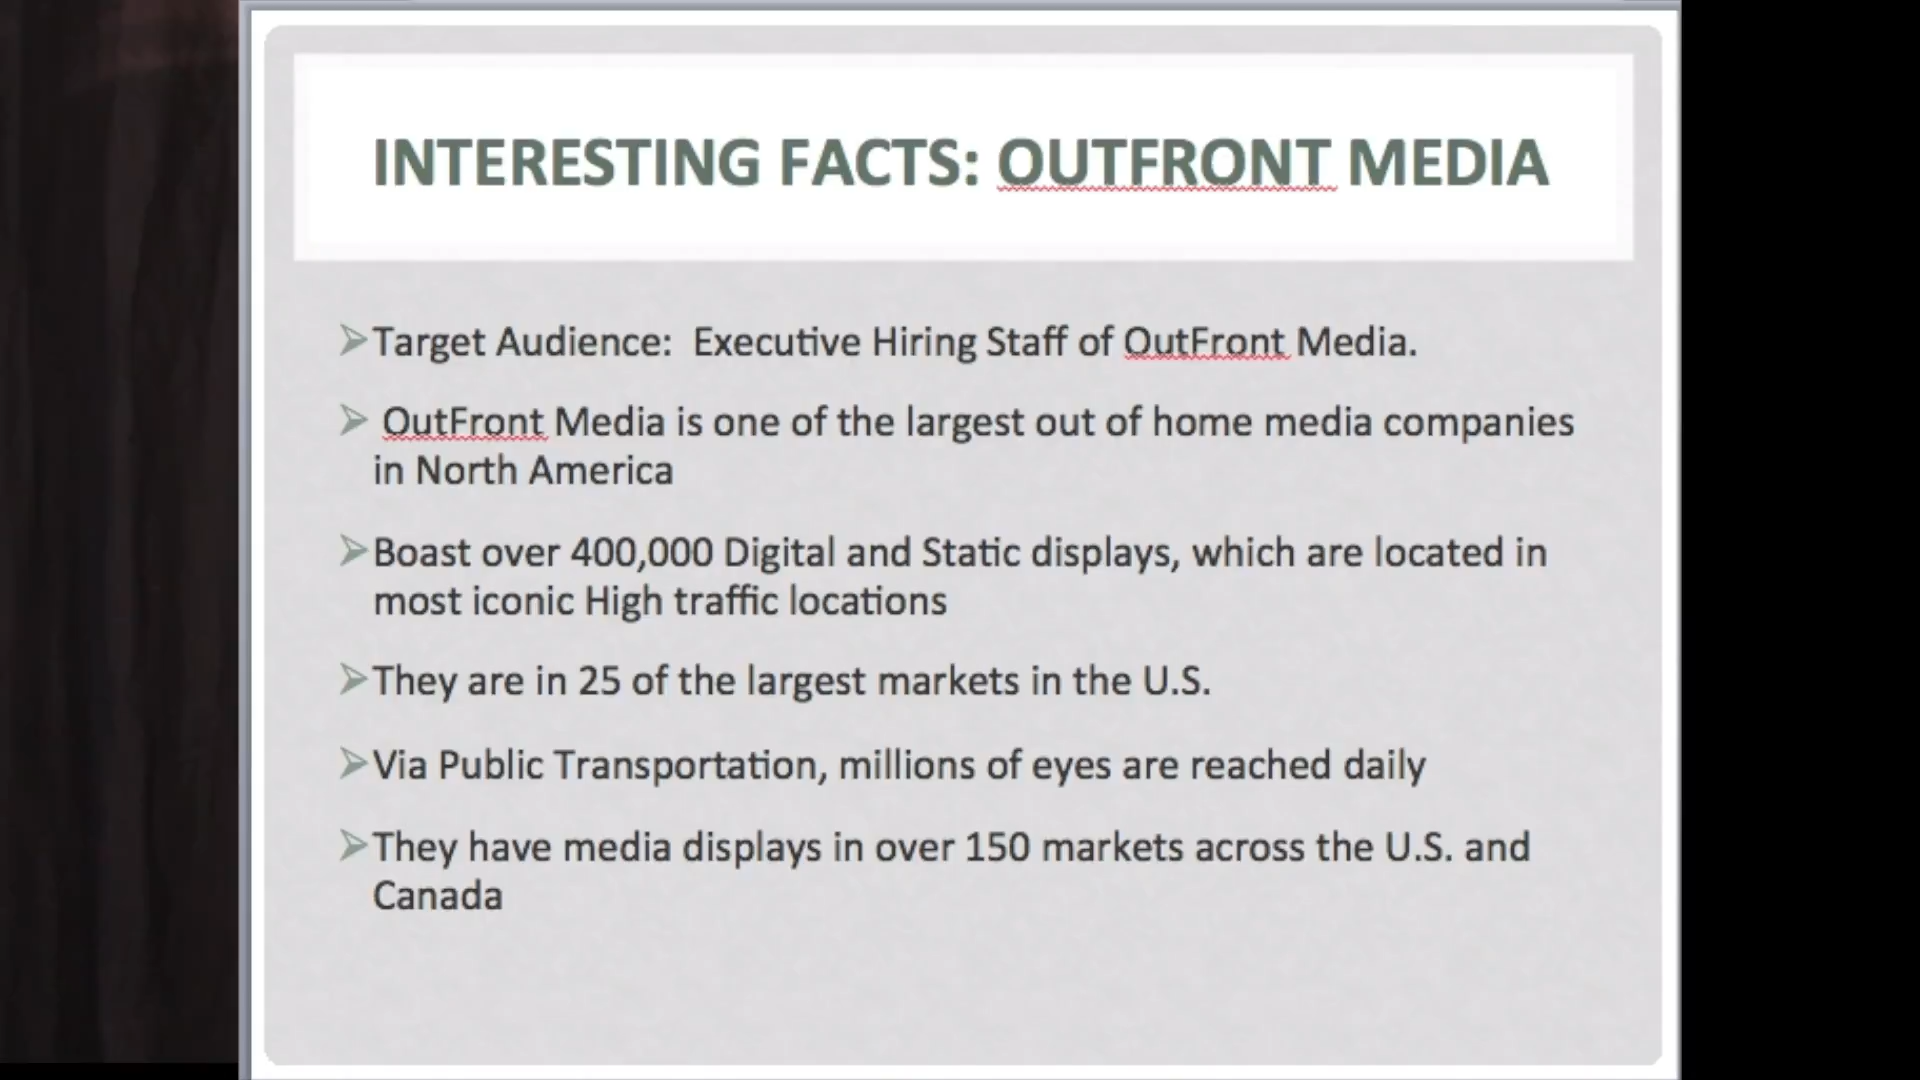 INTERESTING FACTS: OUTFRONT MEDIA
Target Audience:  Executive Hiring Staff of OutFront Media.
OutFront Media is one of the largest out of home media companies
in North America
Boast over 400,000 Digital and Static displays, which are located in
most iconic High traffic locations
They are in 25 of the largest markets in the U.S.
Via Public Transportation, millions of eyes are reached daily
They have media displays in over 150 markets across the U.S. and
Canada